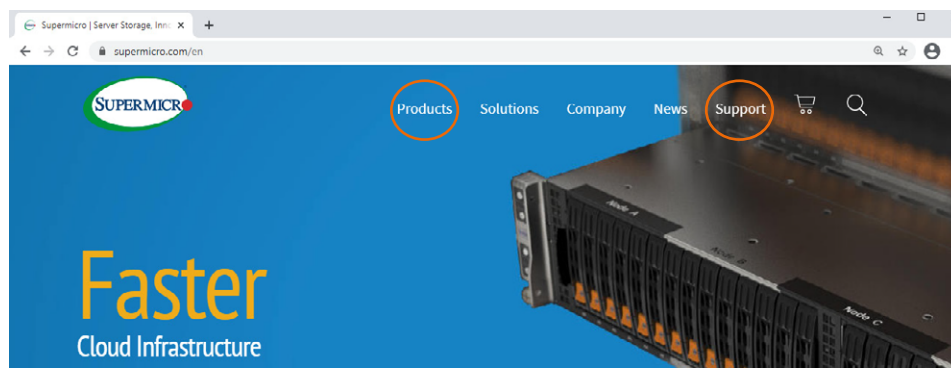 Supermicro | Server Storage, Inno
supermicro.com/en
SUPERMICR
Products Solutions Company News Support
Node A
Node B
Node C
Faster
Cloud Infrastructure